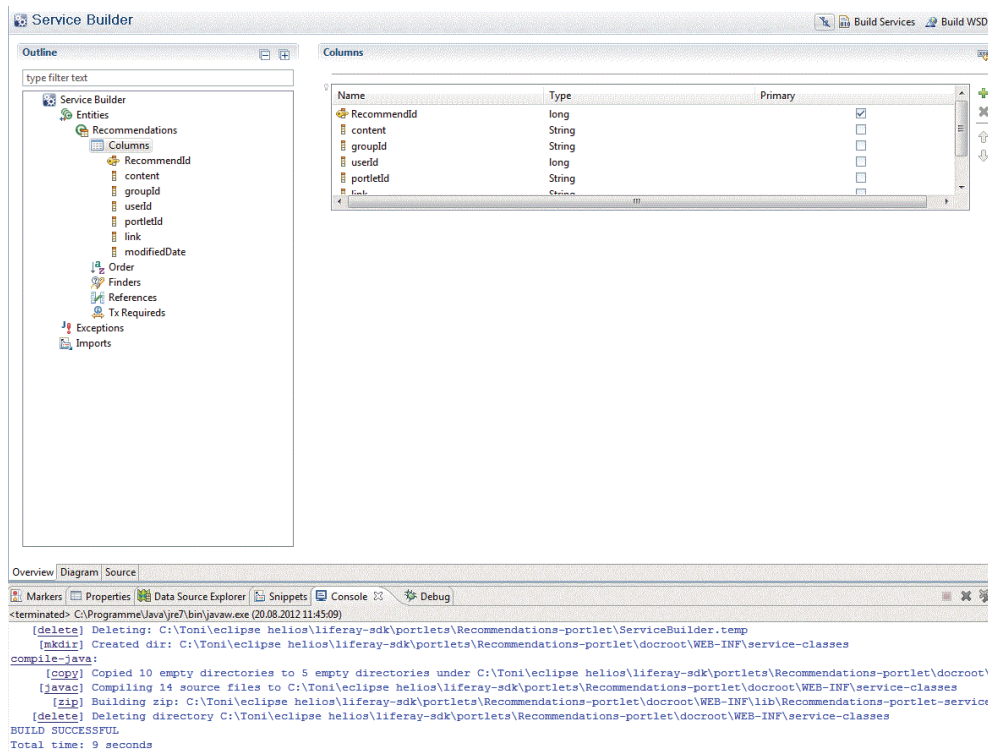 Service Builder
Build Services Build WSD
Outline
Columns
type filter text
Service Builder
Entities
Recommendations
Columns
RecommendId
content
groupId
userId
portletId
link
modifiedDate
Order
Finders
References
Tx Requireds
Exceptions
Imports
Name Type Primary
RecommendId long
content String
groupId String
userId long
portletId String
link String
Overview Diagram Source
Markers Properties Data Source Explorer Snippets Console Debug
<terminated> C:\Programme\Java\jre7\bin\javaw.exe (20.08.2012 11:45:09)
[delete] Deleting: C:\Toni\eclipse helios\liferay-sdk\portlets\Recommendations-portlet\ServiceBuilder.temp
[mkdir] Created dir: C:\Toni\eclipse helios\liferay-sdk\portlets\Recommendations-portlet\docroot\WEB-INF\service-classes
compile-java:
[copy] Copied 10 empty directories to 5 empty directories under C:\Toni\eclipse helios\liferay-sdk\portlets\Recommendations-portlet\docroot\
[javac] Compiling 14 source files to C:\Toni\eclipse helios\liferay-sdk\portlets\Recommendations-portlet\docroot\WEB-INF\service-classes
[zip] Building zip: C:\Toni\eclipse helios\liferay-sdk\portlets\Recommendations-portlet\docroot\WEB-INF\lib\Recommendations-portlet-service
[delete] Deleting directory C:\Toni\eclipse helios\liferay-sdk\portlets\Recommendations-portlet\docroot\WEB-INF\service-classes
BUILD SUCCESSFUL
Total time: 9 seconds